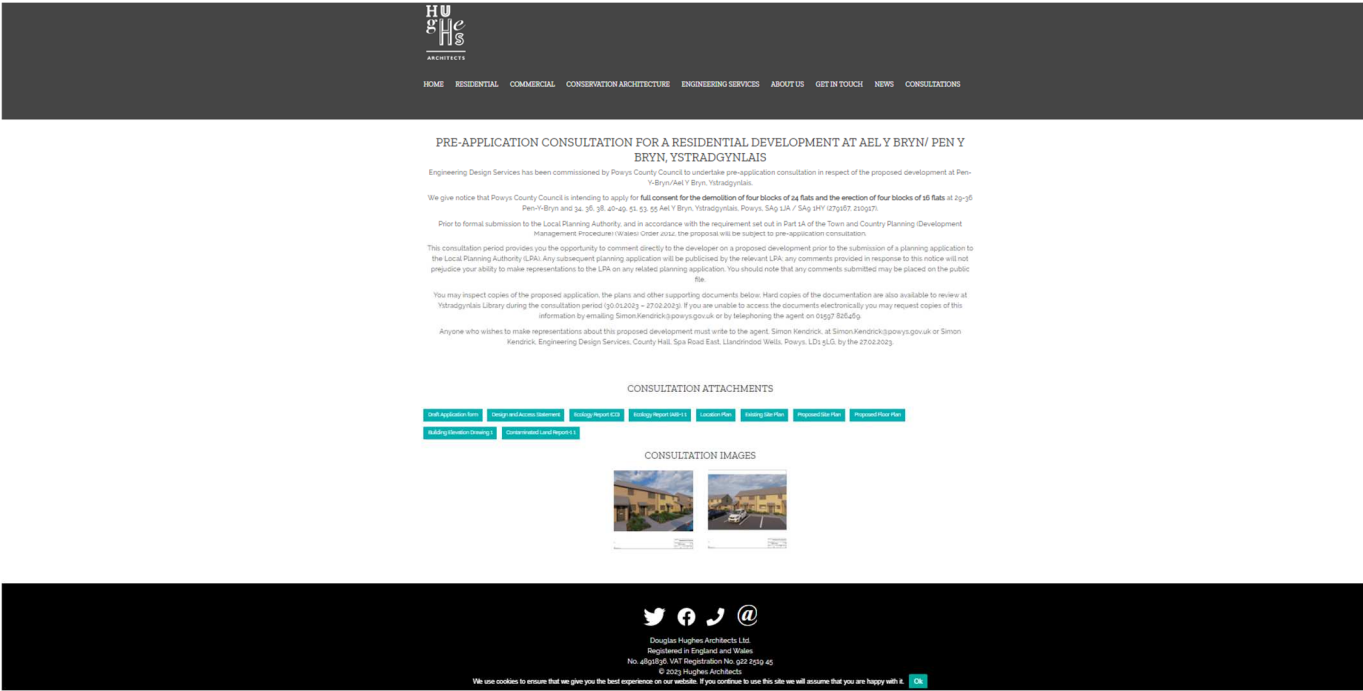 HUgHes
ARCHITECTS
HOME RESIDENTIAL COMMERCIAL CONSERVATION ARCHITECTURE ENGINEERING SERVICES ABOUT US GET IN TOUCH NEWS CONSULTATIONS
PRE-APPLICATION CONSULTATION FOR A RESIDENTIAL DEVELOPMENT AT AEL Y BRYN/ PEN Y
BRYN, YSTRADGYNLAIS
Engineering Design Services has been commissioned by Powys County Council to undertake pre-application consultation in respect of the proposed development at Pen-
Y-Bryn/Ael Y Bryn, Ystradgynlais.
We give notice that Powys County Council is intending to apply for full consent for the demolition of four blocks of 24 flats and the erection of four blocks of 16 flats at 29-36
Pen-Y-Bryn and 34, 36, 38, 40-49, 51, 53, 55 Ael Y Bryn, Ystradgynlais, Powys, SA9 1JA / SA9 1HY (279167, 210917).
Prior to formal submission to the Local Planning Authority, and in accordance with the requirement set out in Part 1A of the Town and Country Planning (Development
Management Procedure) (Wales) Order 2012, the proposal will be subject to pre-application consultation.
This consultation period provides you the opportunity to comment directly to the developer on a proposed development prior to the submission of a planning application to
the Local Planning Authority (LPA). Any subsequent planning application will be publicised by the relevant LPA; any comments provided in response to this notice will not
prejudice your ability to make representations to the LPA on any related planning application. You should note that any comments submitted may be placed on the public
file.
You may inspect copies of the proposed application, the plans and other supporting documents below. Hard copies of the documentation are also available to review at
Ystradgynlais Library during the consultation period (30.01.2023 – 27.02.2023). If you are unable to access the documents electronically you may request copies of this
information by emailing Simon.Kendrick@powys.gov.uk or by telephoning the agent on 01597 826469.
Anyone who wishes to make representations about this proposed development must write to the agent, Simon Kendrick, at Simon.Kendrick@powys.gov.uk or Simon
Kendrick, Engineering Design Services, County Hall, Spa Road East, Llandrindod Wells, Powys, LD1 5LG, by the 27.02.2023.
CONSULTATION ATTACHMENTS
Draft Application form Design and Access Statement Ecology Report (CD) Ecology Report (AB)-1 1 Location Plan Existing Site Plan Proposed Site Plan Proposed Floor Plan
Building Elevation Drawing 1 Contaminated Land Report-1 1
CONSULTATION IMAGES
Douglas Hughes Architects Ltd.
Registered in England and Wales
No. 4891836. VAT Registration No. 922 2519 45
© 2023 Hughes Architects
We use cookies to ensure that we give you the best experience on our website. If you continue to use this site we will assume that you are happy with it. Ok